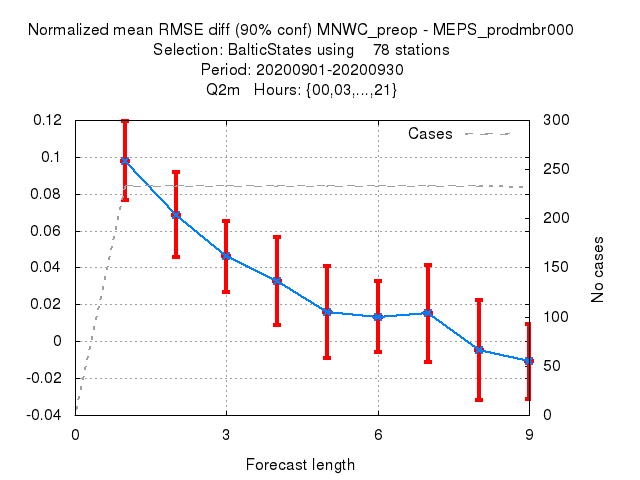 Normalized mean RMSE diff (90% conf) MNWC_preop - MEPS_prodmbr000
Selection: BalticStates using 78 stations
Period: 20200901-20200930
Q2m Hours: {00,03,...,21}
Cases
0.12
0.1
0.08
0.06
0.04
0.02
0
-0.02
-0.04
300
250
200
150
100
50
0
No cases
0 3 6 9
Forecast length